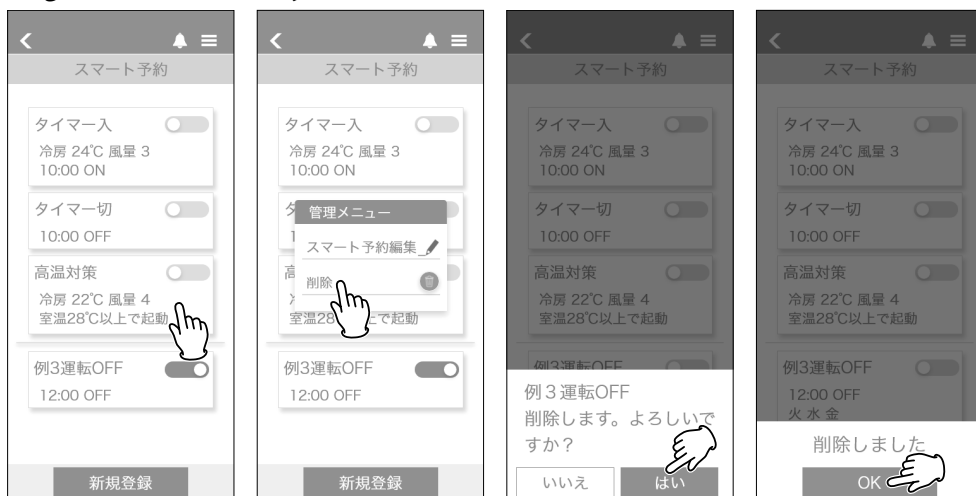 スマート予約
タイマー入
冷房 24℃ 風量 3
10:00 ON
タイマー切
10:00 OFF
高温対策
冷房 22℃ 風量 4
室温28℃以上で起動
例3運転OFF
12:00 OFF
新規登録
スマート予約
タイマー入
冷房 24℃ 風量 3
10:00 ON
管理メニュー
スマート予約編集
削除
室温28 上で起動
例3運転OFF
12:00 OFF
新規登録
スマート予約
タイマー入
冷房 24℃ 風量 3
10:00 ON
タイマー切
10:00 OFF
高温対策
冷房 22℃ 風量 4
室温28℃以上で起動
例3運転OFF
例３運転OFF
削除します。よろしいで
すか？
いいえ
はい
スマート予約
タイマー入
冷房 24℃ 風量 3
10:00 ON
タイマー切
10:00 OFF
高温対策
冷房 22℃ 風量 4
室温28℃以上で起動
例3運転OFF
12:00 OFF
火 水 金
削除しました
OK